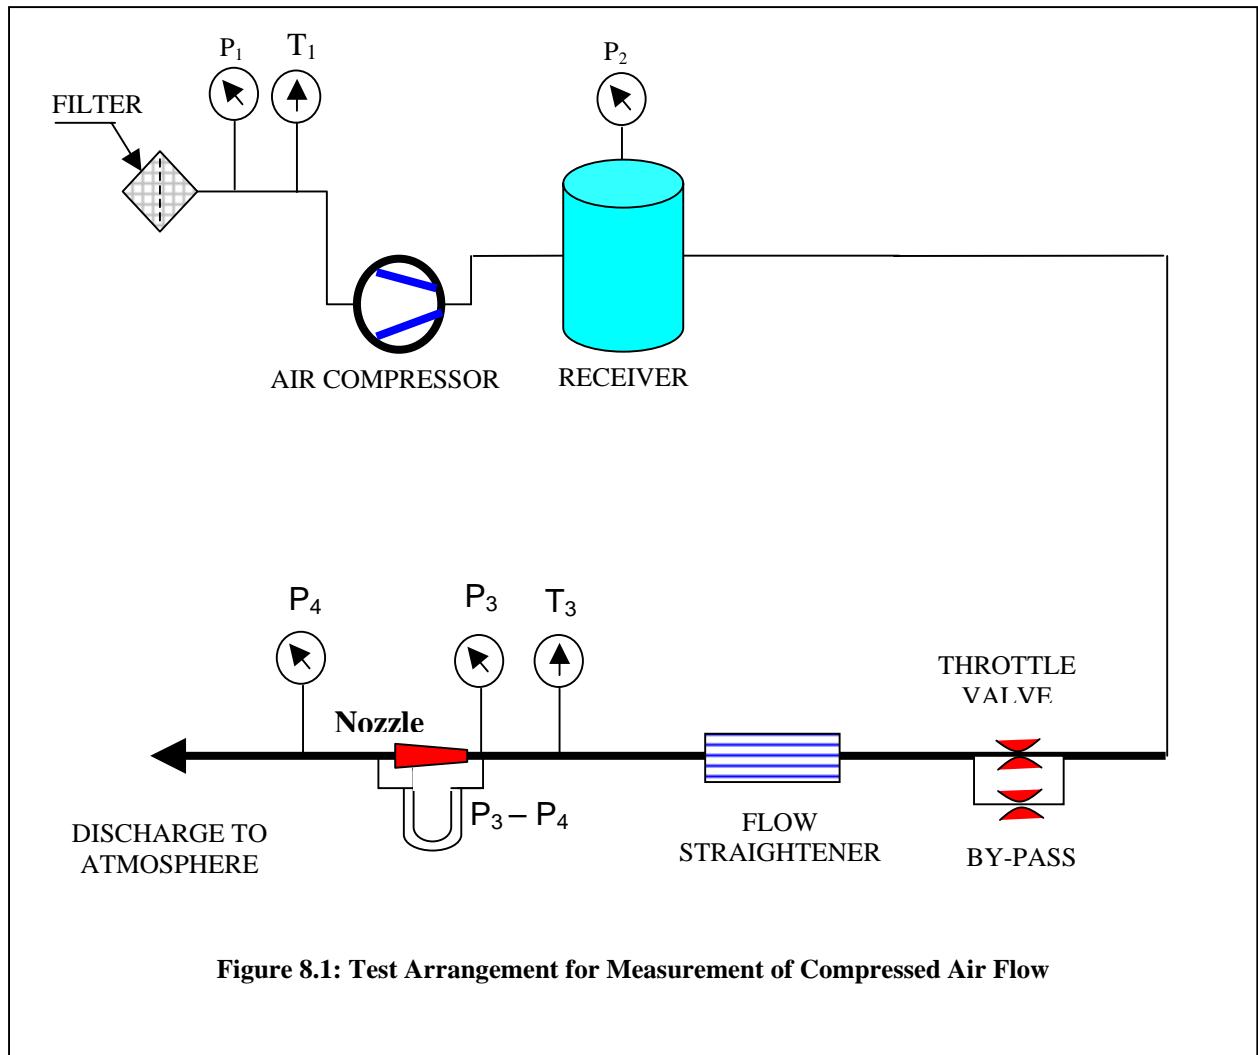 P1
T1
P2
FILTER
AIR COMPRESSOR
RECEIVER
P4
P3
T3
THROTTLE
VALVE
Nozzle
P3 – P4
DISCHARGE TO
ATMOSPHERE
FLOW
STRAIGHTENER
BY-PASS
Figure 8.1: Test Arrangement for Measurement of Compressed Air Flow